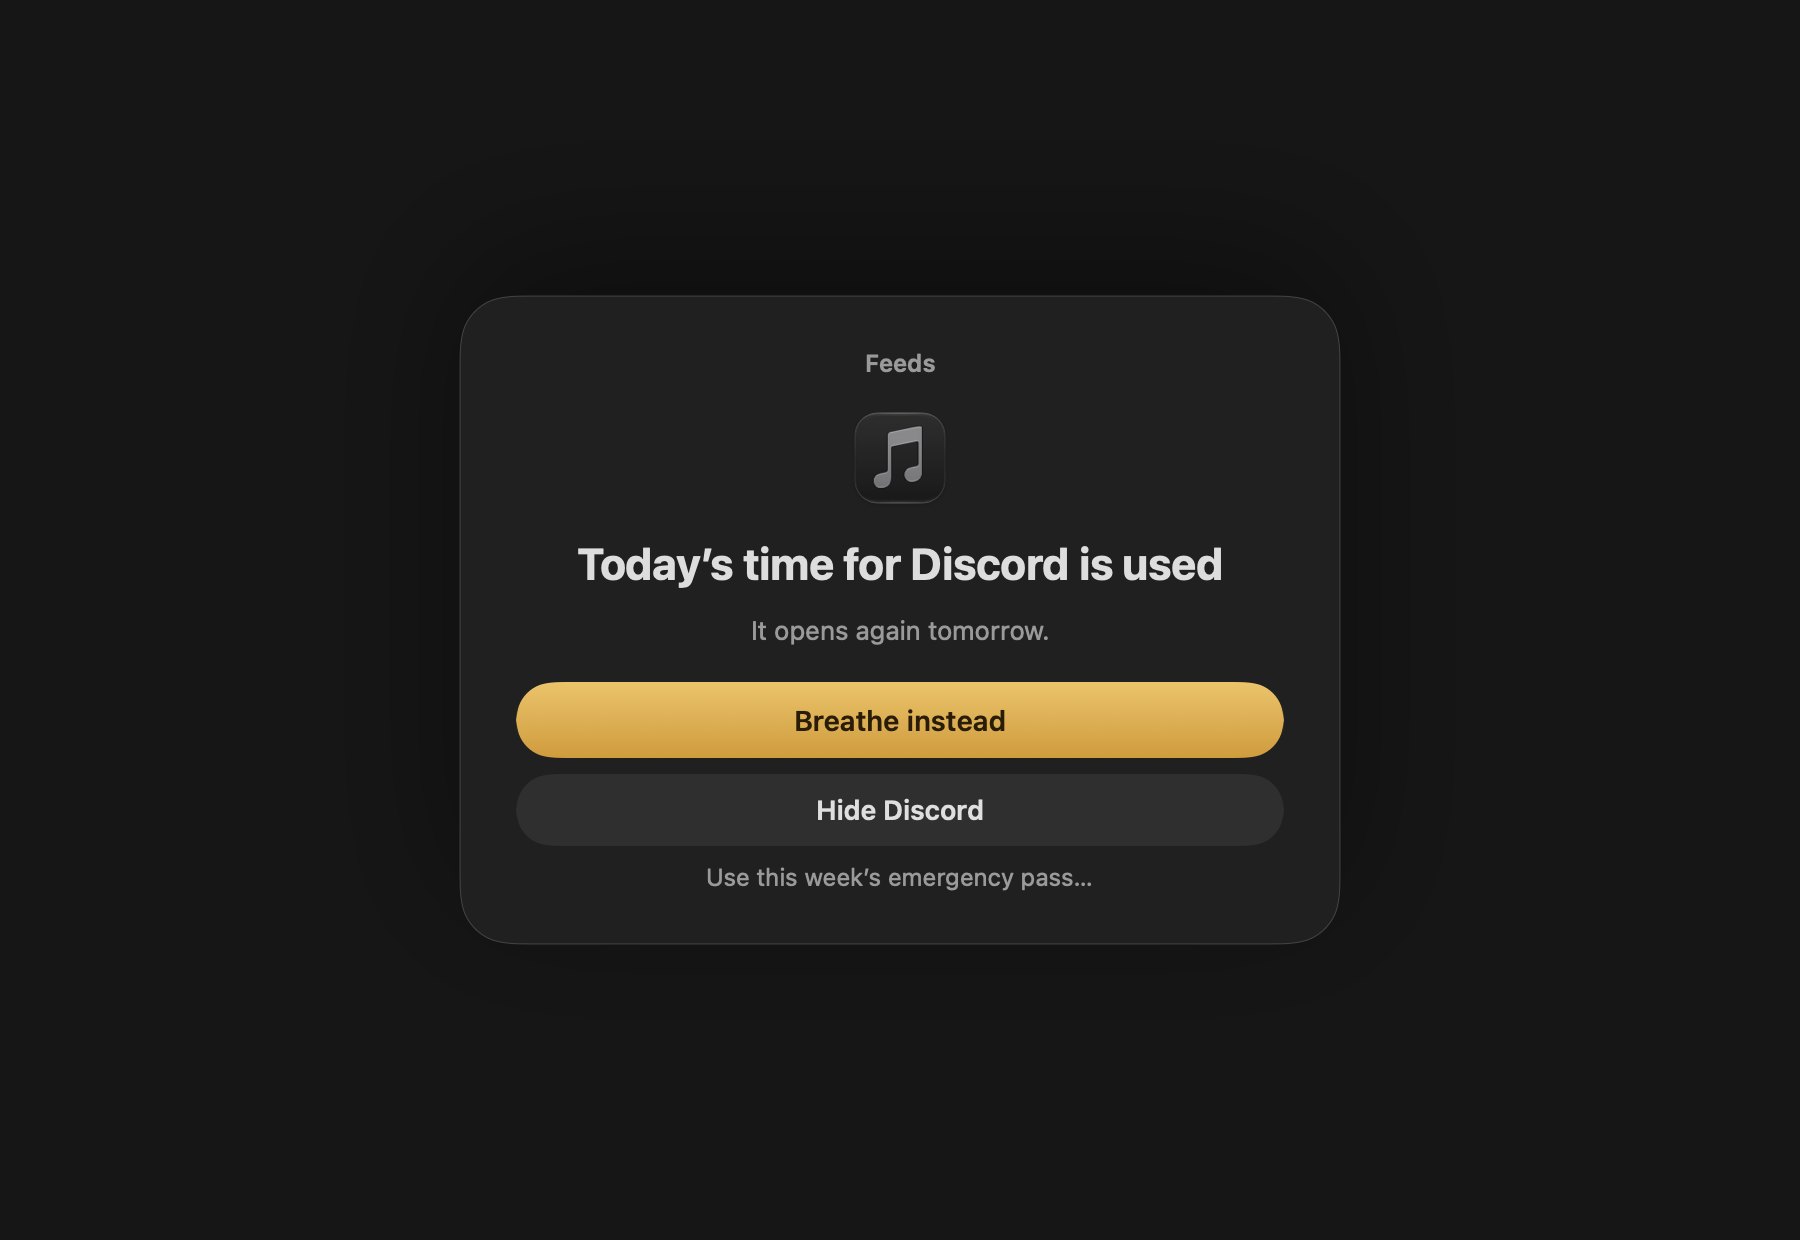 Feeds
Today’s time for Discord is used
It opens again tomorrow.
Breathe instead
Hide Discord
Use this week’s emergency pass…